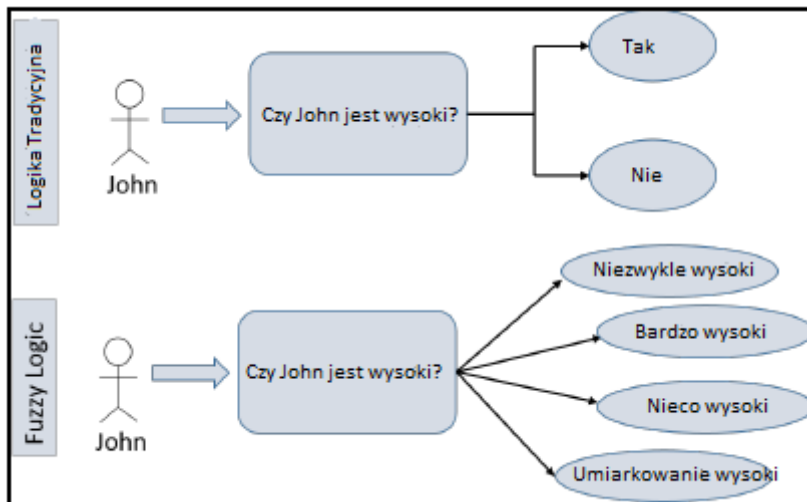 Logika Tradycyjna
John
Czy John jest wysoki?
Tak
Nie
Fuzzy Logic
John
Czy John jest wysoki?
Niezwykle wysoki
Bardzo wysoki
Nieco wysoki
Umiarkowanie wysoki